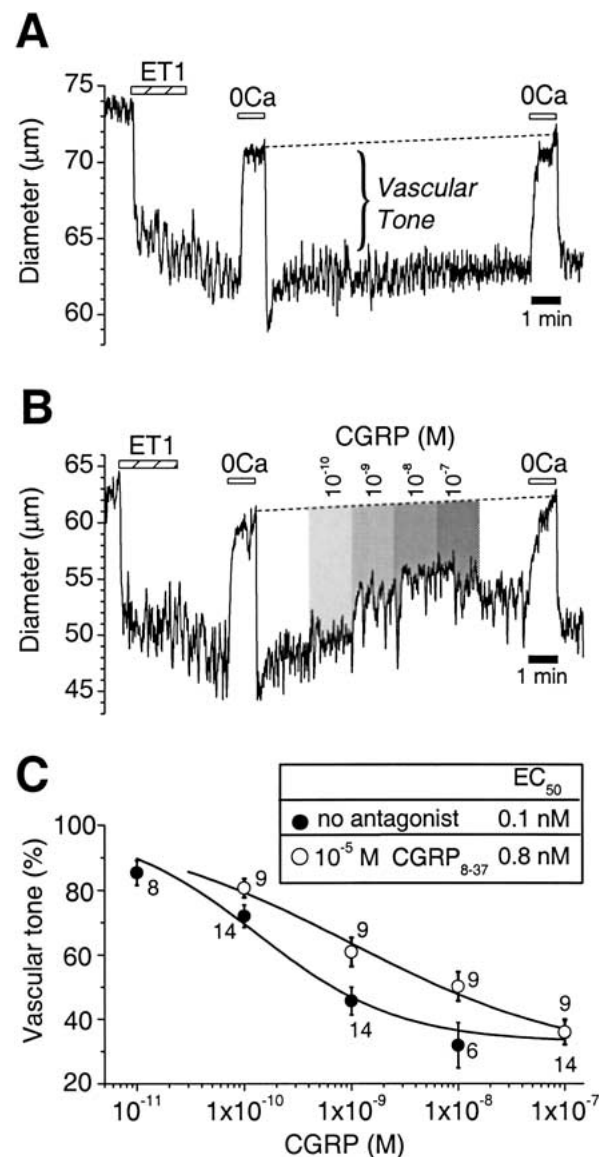 A
ET1
0Ca
0Ca
75
70
65
60
Diameter (μm)
Vascular
Tone
1 min
B
CGRP (M)
ET1
0Ca
10⁻¹⁰
10⁻⁹
10⁻⁸
10⁻⁷
0Ca
65
60
55
50
45
Diameter (μm)
1 min
C
EC₅₀
no antagonist 0.1 nM
10⁻⁵ M CGRP₈₋₃₇ 0.8 nM
100
80
60
40
20
Vascular tone (%)
8
9
14
9
14
9
6
9
14
10⁻¹¹ 1x10⁻¹⁰ 1x10⁻⁹ 1x10⁻⁸ 1x10⁻⁷
CGRP (M)